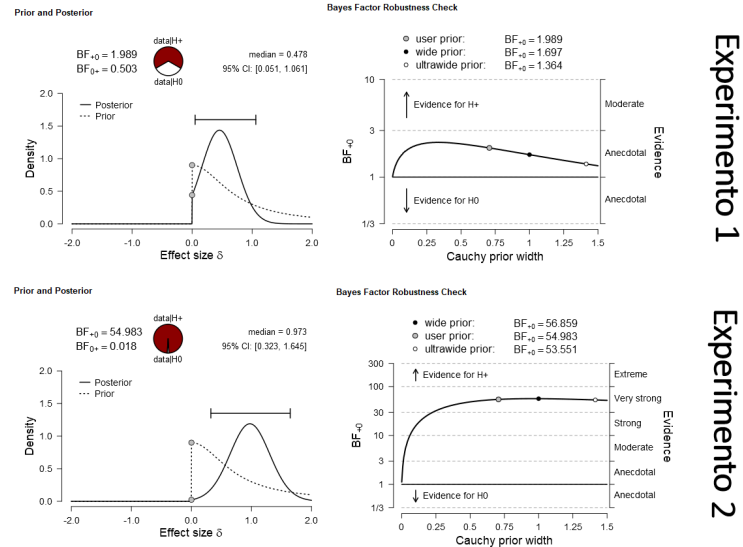 Prior and Posterior
BF+0 = 1.989
BF0+ = 0.503
data|H+
data|H0
median = 0.478
95% CI: [0.051, 1.061]
Posterior
Prior
Density
2.0
1.5
1.0
0.5
0.0
-2.0 -1.0 0.0 1.0 2.0
Effect size δ
Bayes Factor Robustness Check
user prior: BF+0 = 1.989
wide prior: BF+0 = 1.697
ultrawide prior: BF+0 = 1.364
BF+0
10
3
1
1/3
Evidence for H+
Evidence for H0
Moderate
Anecdotal
Anecdotal
Evidence
0 0.25 0.5 0.75 1 1.25 1.5
Cauchy prior width
Experimento 1
Prior and Posterior
BF+0 = 54.983
BF0+ = 0.018
data|H+
data|H0
median = 0.973
95% CI: [0.323, 1.645]
Posterior
Prior
Density
2.0
1.5
1.0
0.5
0.0
-2.0 -1.0 0.0 1.0 2.0
Effect size δ
Bayes Factor Robustness Check
wide prior: BF+0 = 56.859
user prior: BF+0 = 54.983
ultrawide prior: BF+0 = 53.551
BF+0
300
100
30
10
3
1
1/3
Evidence for H+
Evidence for H0
Extreme
Very strong
Strong
Moderate
Anecdotal
Anecdotal
Evidence
0 0.25 0.5 0.75 1 1.25 1.5
Cauchy prior width
Experimento 2